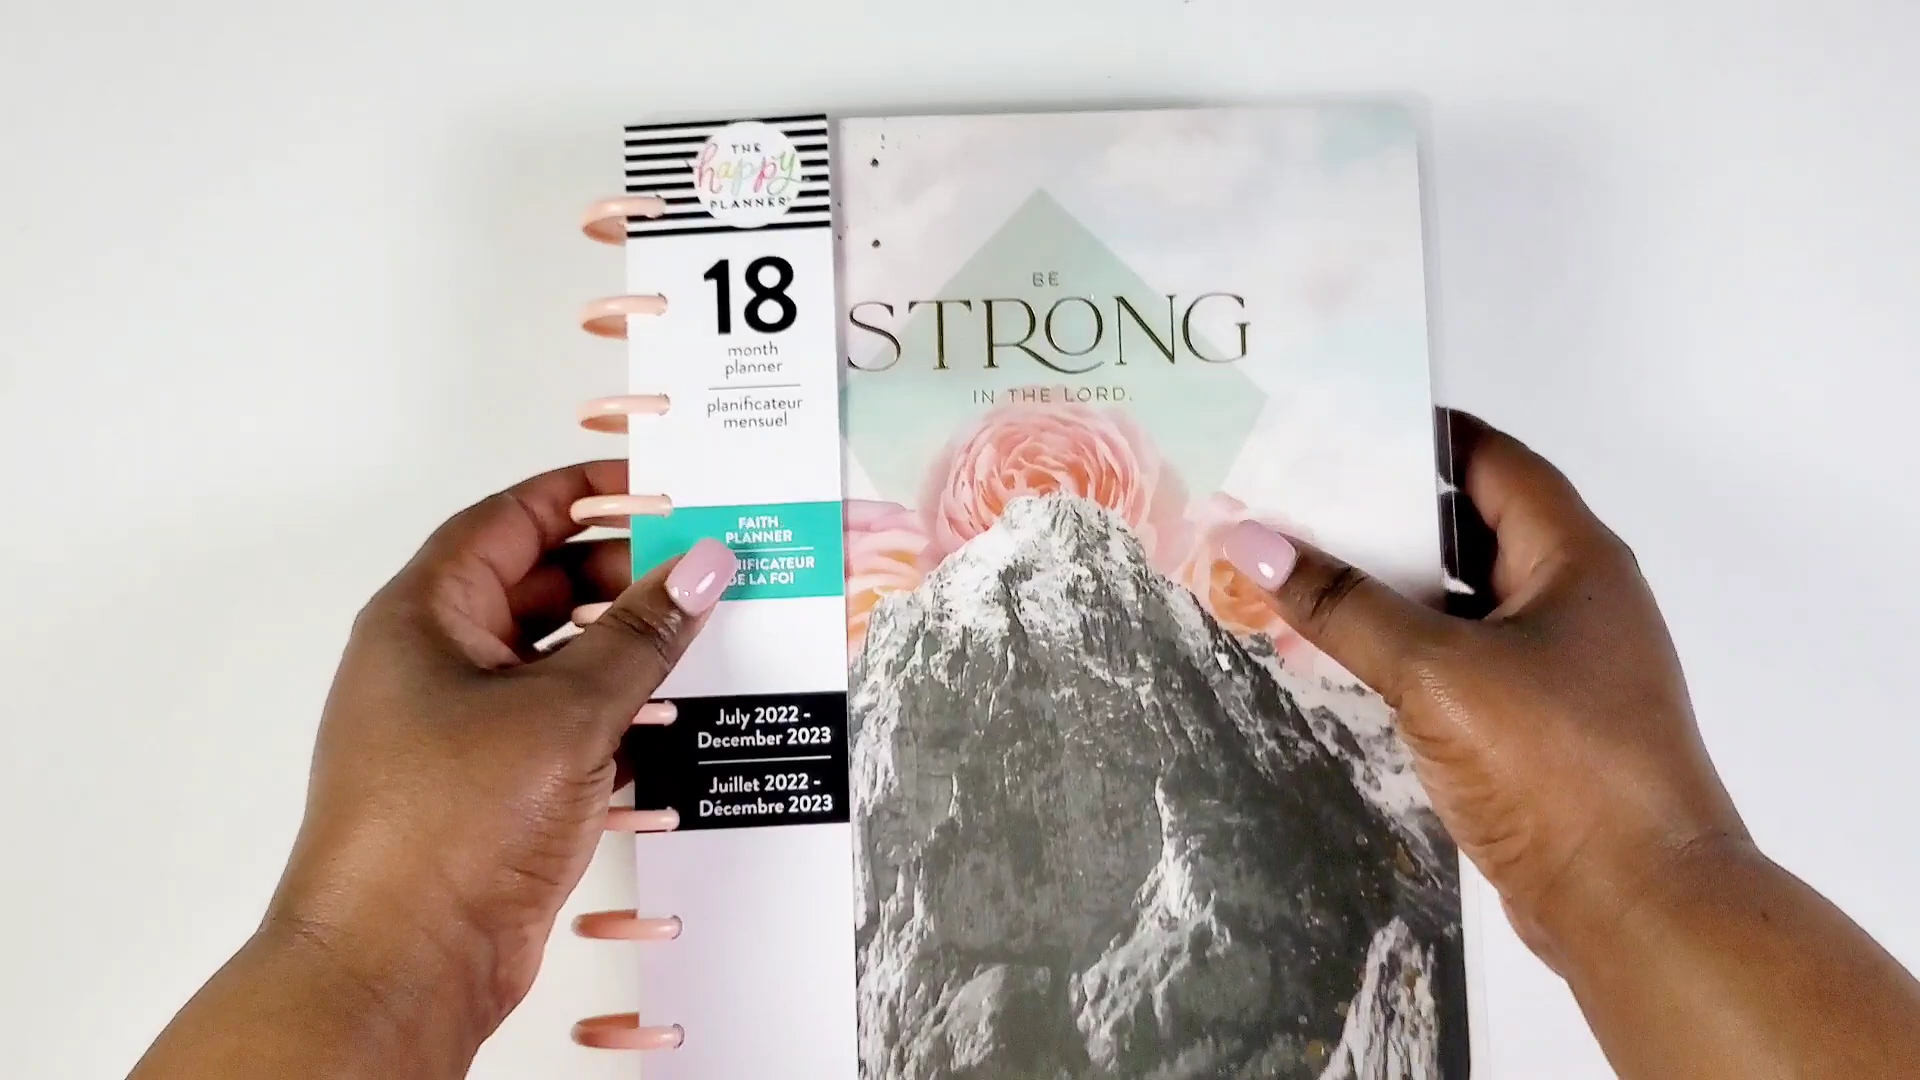 THE
happy
PLANNER
18
month
planner
planificateur
mensuel
FAITH
PLANNER
DE LA FOI
July 2022 -
December 2023
Juillet 2022 -
Décembre 2023
BE
STRONG
IN THE LORD.